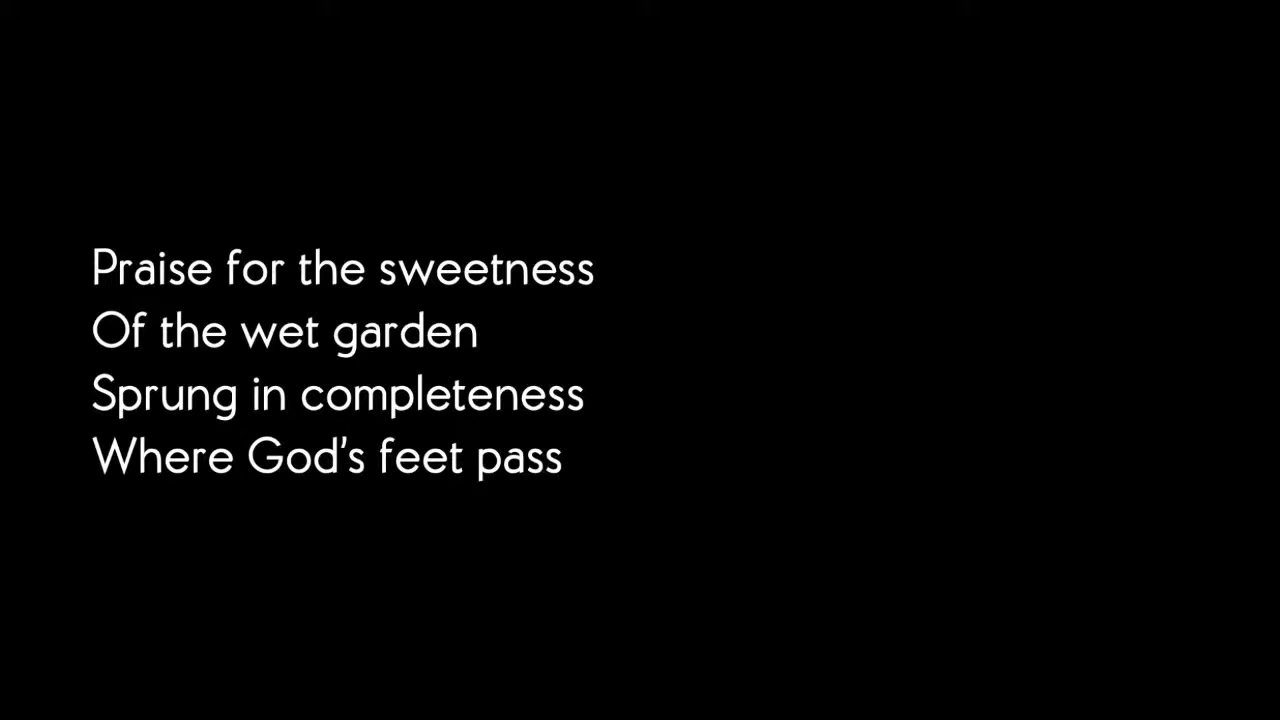 Praise for the sweetness
Of the wet garden
Sprung in completeness
Where God's feet pass